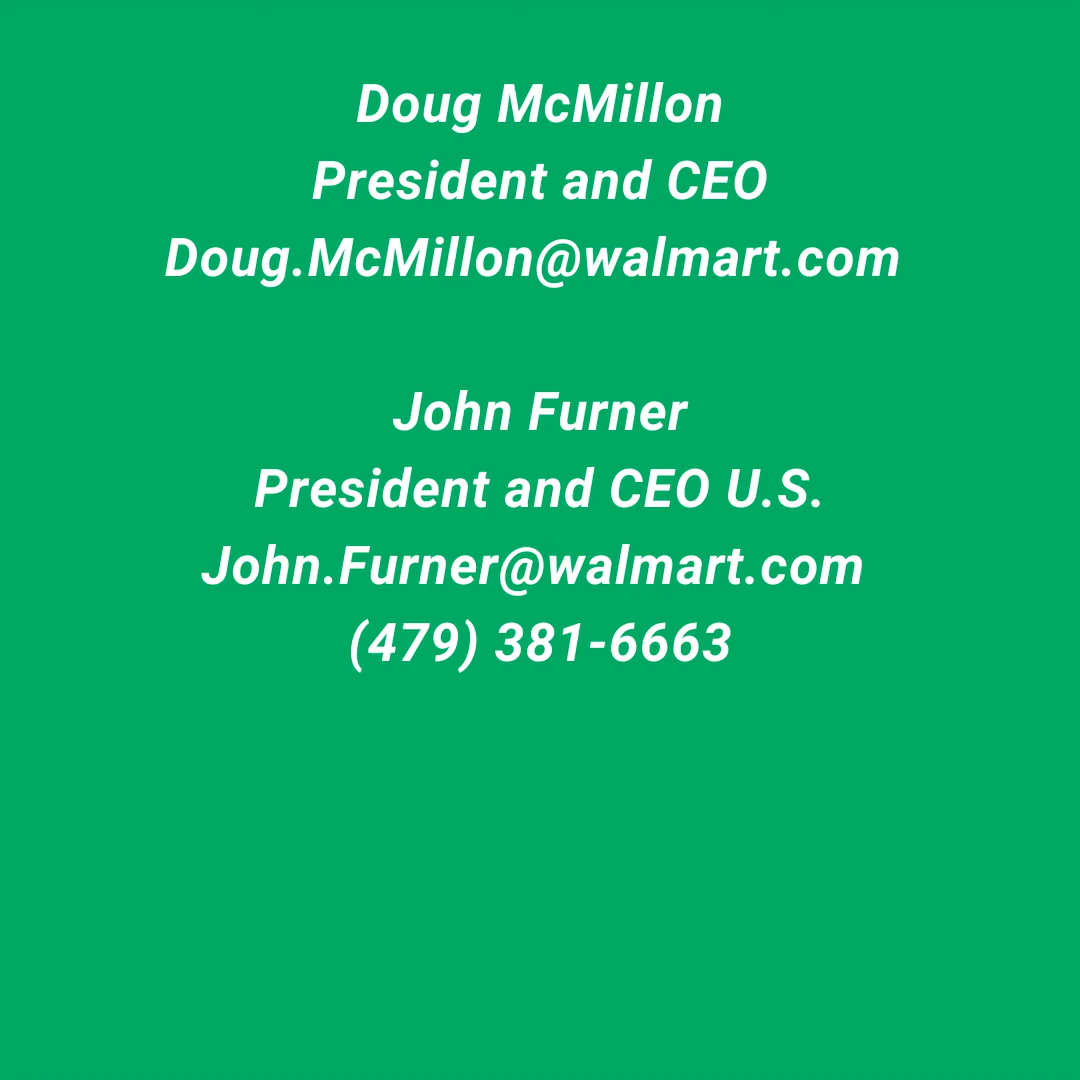 Doug McMillon
President and CEO
Doug.McMillon@walmart.com
John Furner
President and CEO U.S.
John.Furner@walmart.com
(479) 381-6663